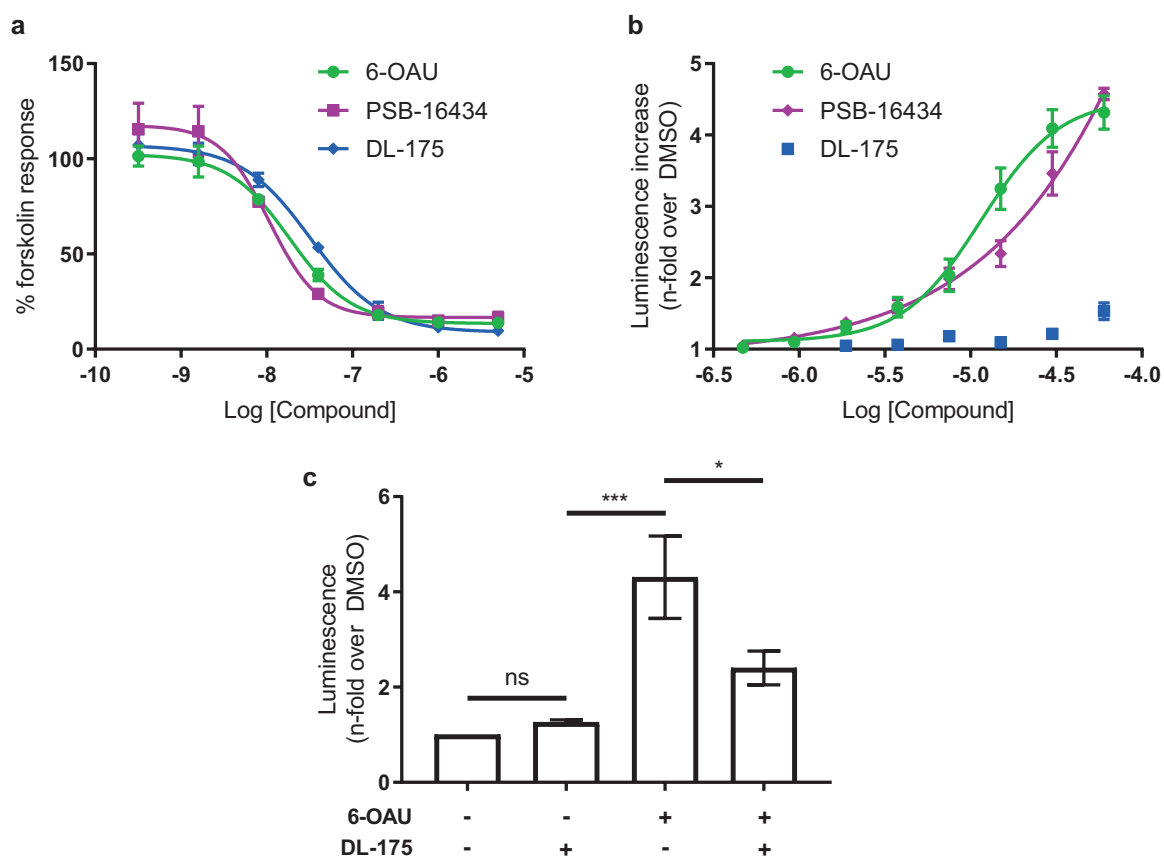 a
150
100
50
0
% forskolin response
-10 -9 -8 -7 -6 -5
Log [Compound]
6-OAU
PSB-16434
DL-175
b
5
4
3
2
1
Luminescence increase
(n-fold over DMSO)
-6.5 -6.0 -5.5 -5.0 -4.5 -4.0
Log [Compound]
6-OAU
PSB-16434
DL-175
c
6
4
2
0
Luminescence
(n-fold over DMSO)
ns
***
*
6-OAU - - + +
DL-175 - + - +